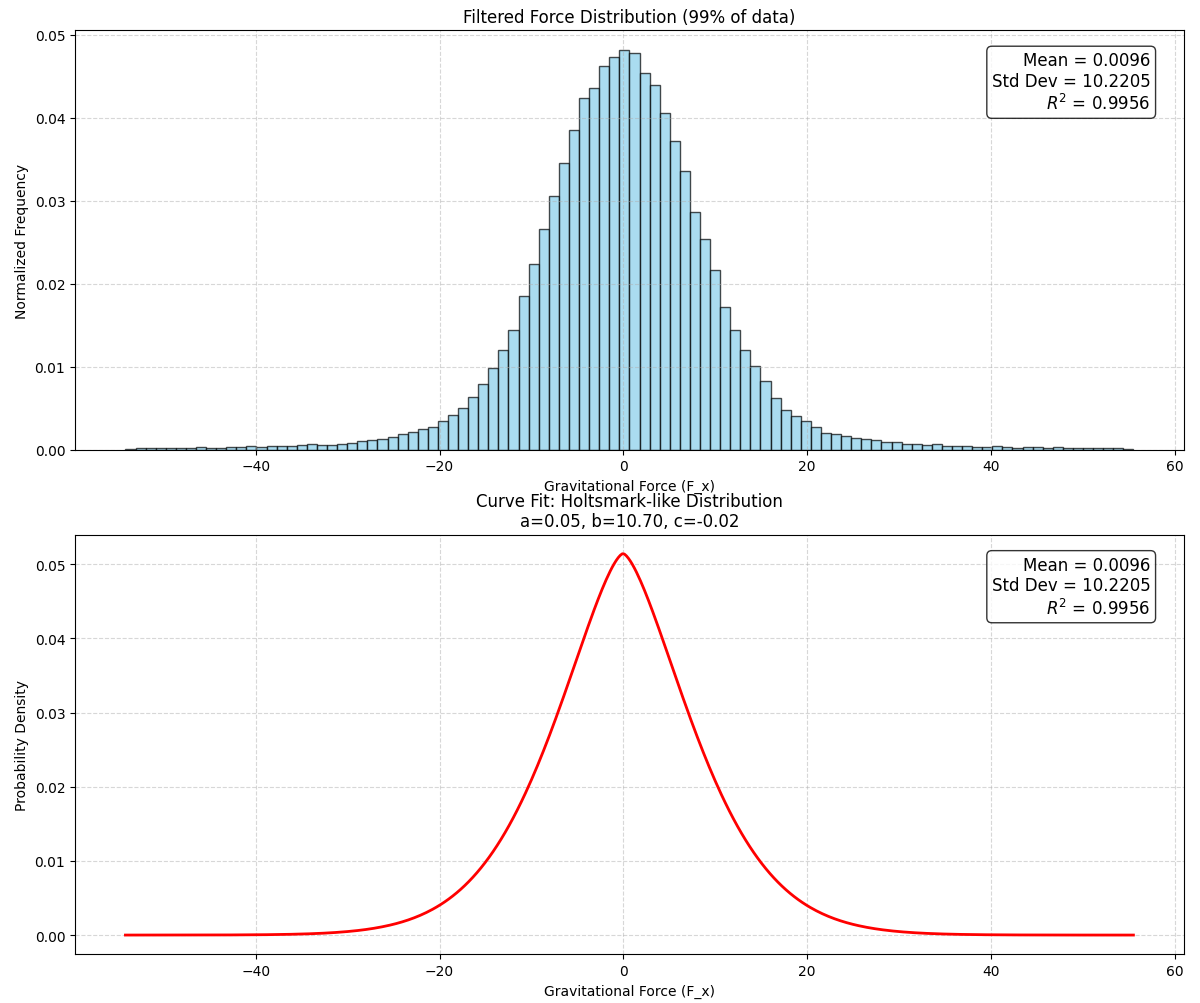 Filtered Force Distribution (99% of data)
0.05
0.04
0.03
0.02
0.01
0.00
Normalized Frequency
Mean = 0.0096
Std Dev = 10.2205
R² = 0.9956
−40
−20
0
20
40
60
Gravitational Force (F_x)
Curve Fit: Holtsmark-like Distribution
a=0.05, b=10.70, c=-0.02
0.05
0.04
0.03
0.02
0.01
0.00
Probability Density
Mean = 0.0096
Std Dev = 10.2205
R² = 0.9956
−40
−20
0
20
40
60
Gravitational Force (F_x)